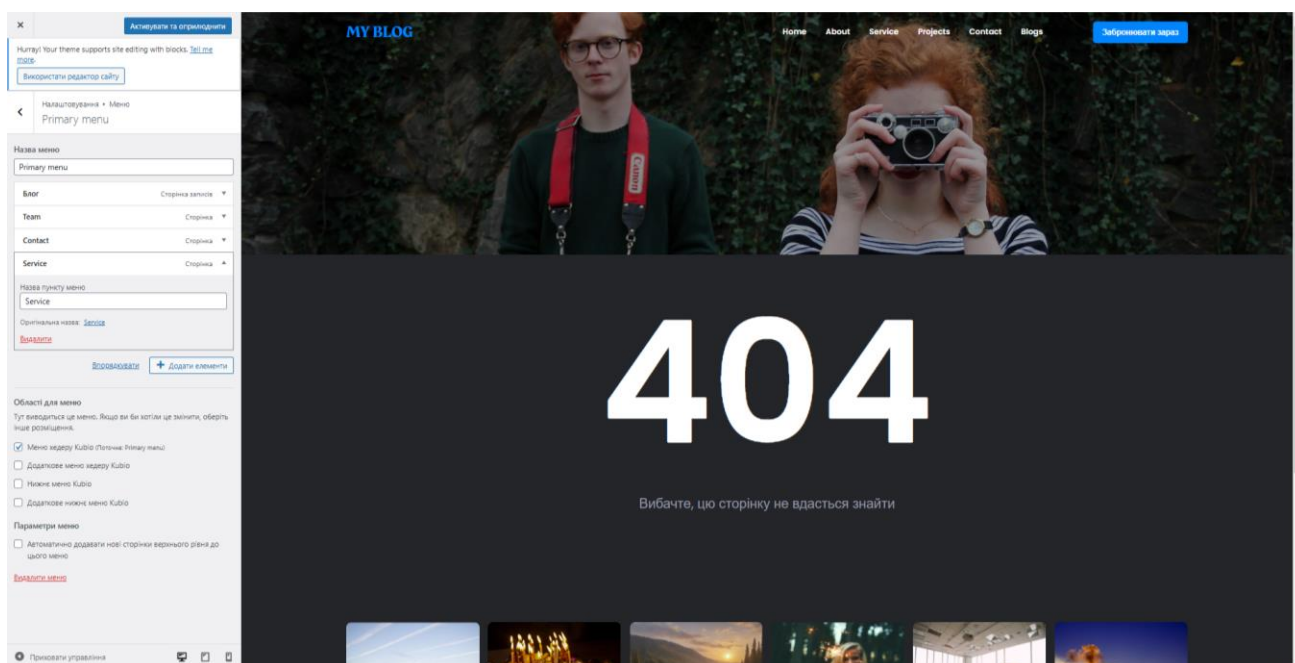 Активувати та оприлюднити
Hurray! Your theme supports site editing with blocks. Tell me
more.
Використати редактор сайту
Налаштовування • Меню
Primary menu
Назва меню
Primary menu
Блог Сторінка записів
Team Сторінка
Contact Сторінка
Service Сторінка
Назва пункту меню
Service
Оригінальна назва: Service
Видалити
Впорядкувати + Додати елементи
Області для меню
Тут виводиться це меню. Якщо ви би хотіли це змінити, оберіть
інше розміщення.
Меню хедеру Kubio (Поточне: Primary menu)
Додаткове меню хедеру Kubio
Нижнє меню Kubio
Додаткове нижнє меню Kubio
Параметри меню
Автоматично додавати нові сторінки верхнього рівня до
цього меню
Видалити меню
Приховати управління
MY BLOG
Home About Service Projects Contact Blogs
Забронювати зараз
Canon
404
Вибачте, цю сторінку не вдасться знайти